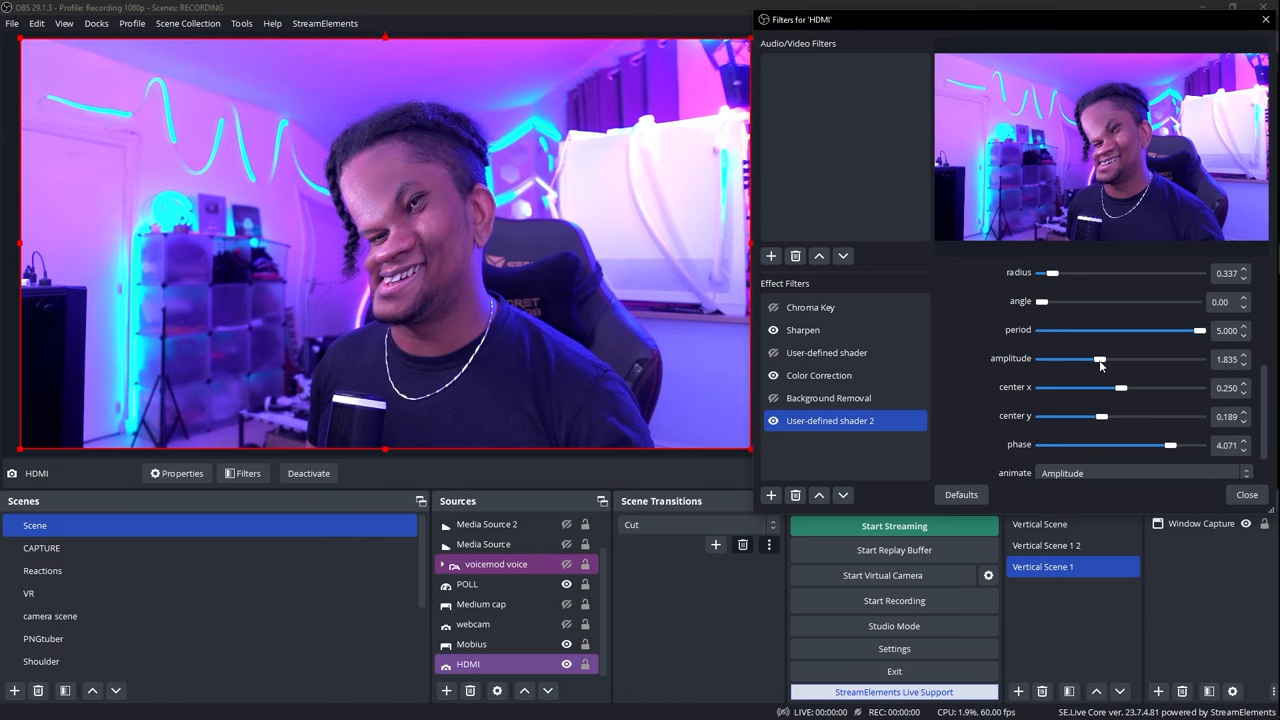 OBS 29.1.3 - Profile: Recording 1080p - Scenes: RECORDING
File Edit View Docks Profile Scene Collection Tools Help StreamElements
HDMI Properties Filters Deactivate
Scenes
Scene
CAPTURE
Reactions
VR
camera scene
PNGtuber
Shoulder
Sources
Media Source 2
Media Source
voicemod voice
POLL
Medium cap
webcam
Mobius
HDMI
Scene Transitions
Cut
Filters for 'HDMI'
Audio/Video Filters
Effect Filters
Chroma Key
Sharpen
User-defined shader
Color Correction
Background Removal
User-defined shader 2
radius 0.337
angle 0.00
period 5.000
amplitude 1.835
center x 0.250
center y 0.189
phase 4.071
animate Amplitude
Defaults Close
Start Streaming
Start Replay Buffer
Start Virtual Camera
Start Recording
Studio Mode
Settings
Exit
StreamElements Live Support
Vertical Scene
Vertical Scene 1 2
Vertical Scene 1
Window Capture
LIVE: 00:00:00 REC: 00:00:00 CPU: 1.9%, 60.00 fps SE.Live Core ver. 23.7.4.81 powered by StreamElements